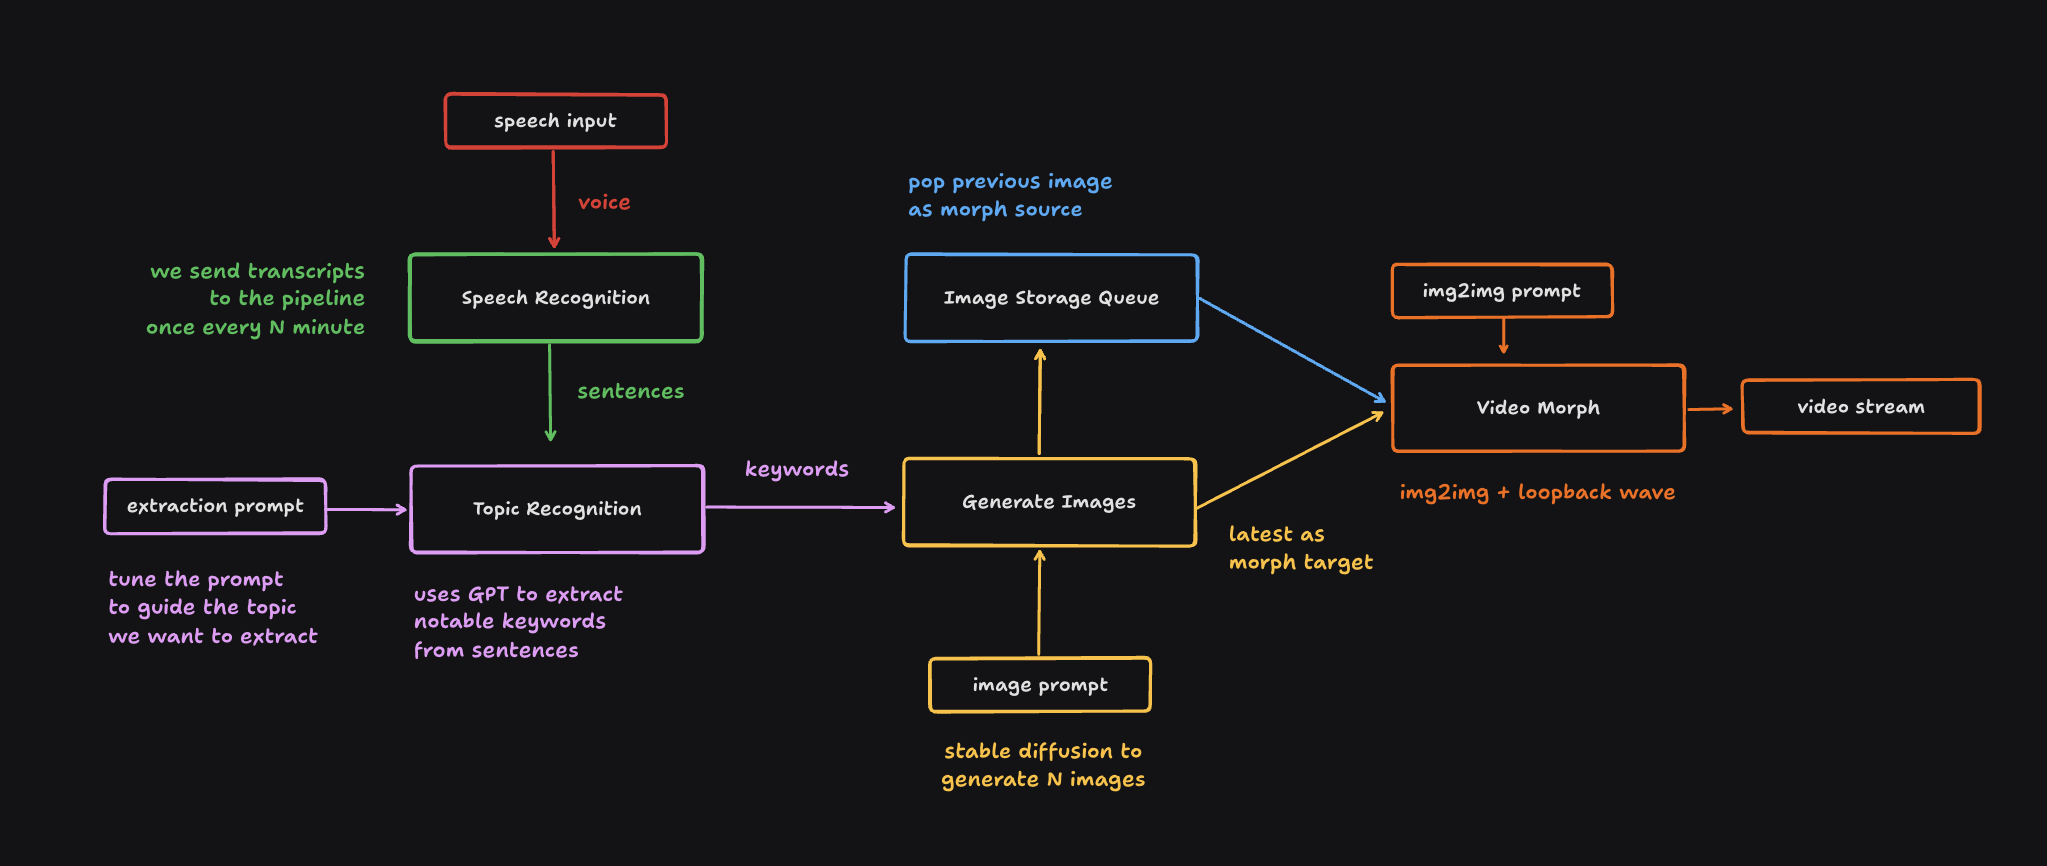 speech input
voice
we send transcripts
to the pipeline
once every N minute
Speech Recognition
sentences
extraction prompt
tune the prompt
to guide the topic
we want to extract
Topic Recognition
uses GPT to extract
notable keywords
from sentences
keywords
pop previous image
as morph source
Image Storage Queue
Generate Images
latest as
morph target
image prompt
stable diffusion to
generate N images
img2img prompt
Video Morph
img2img + loopback wave
video stream